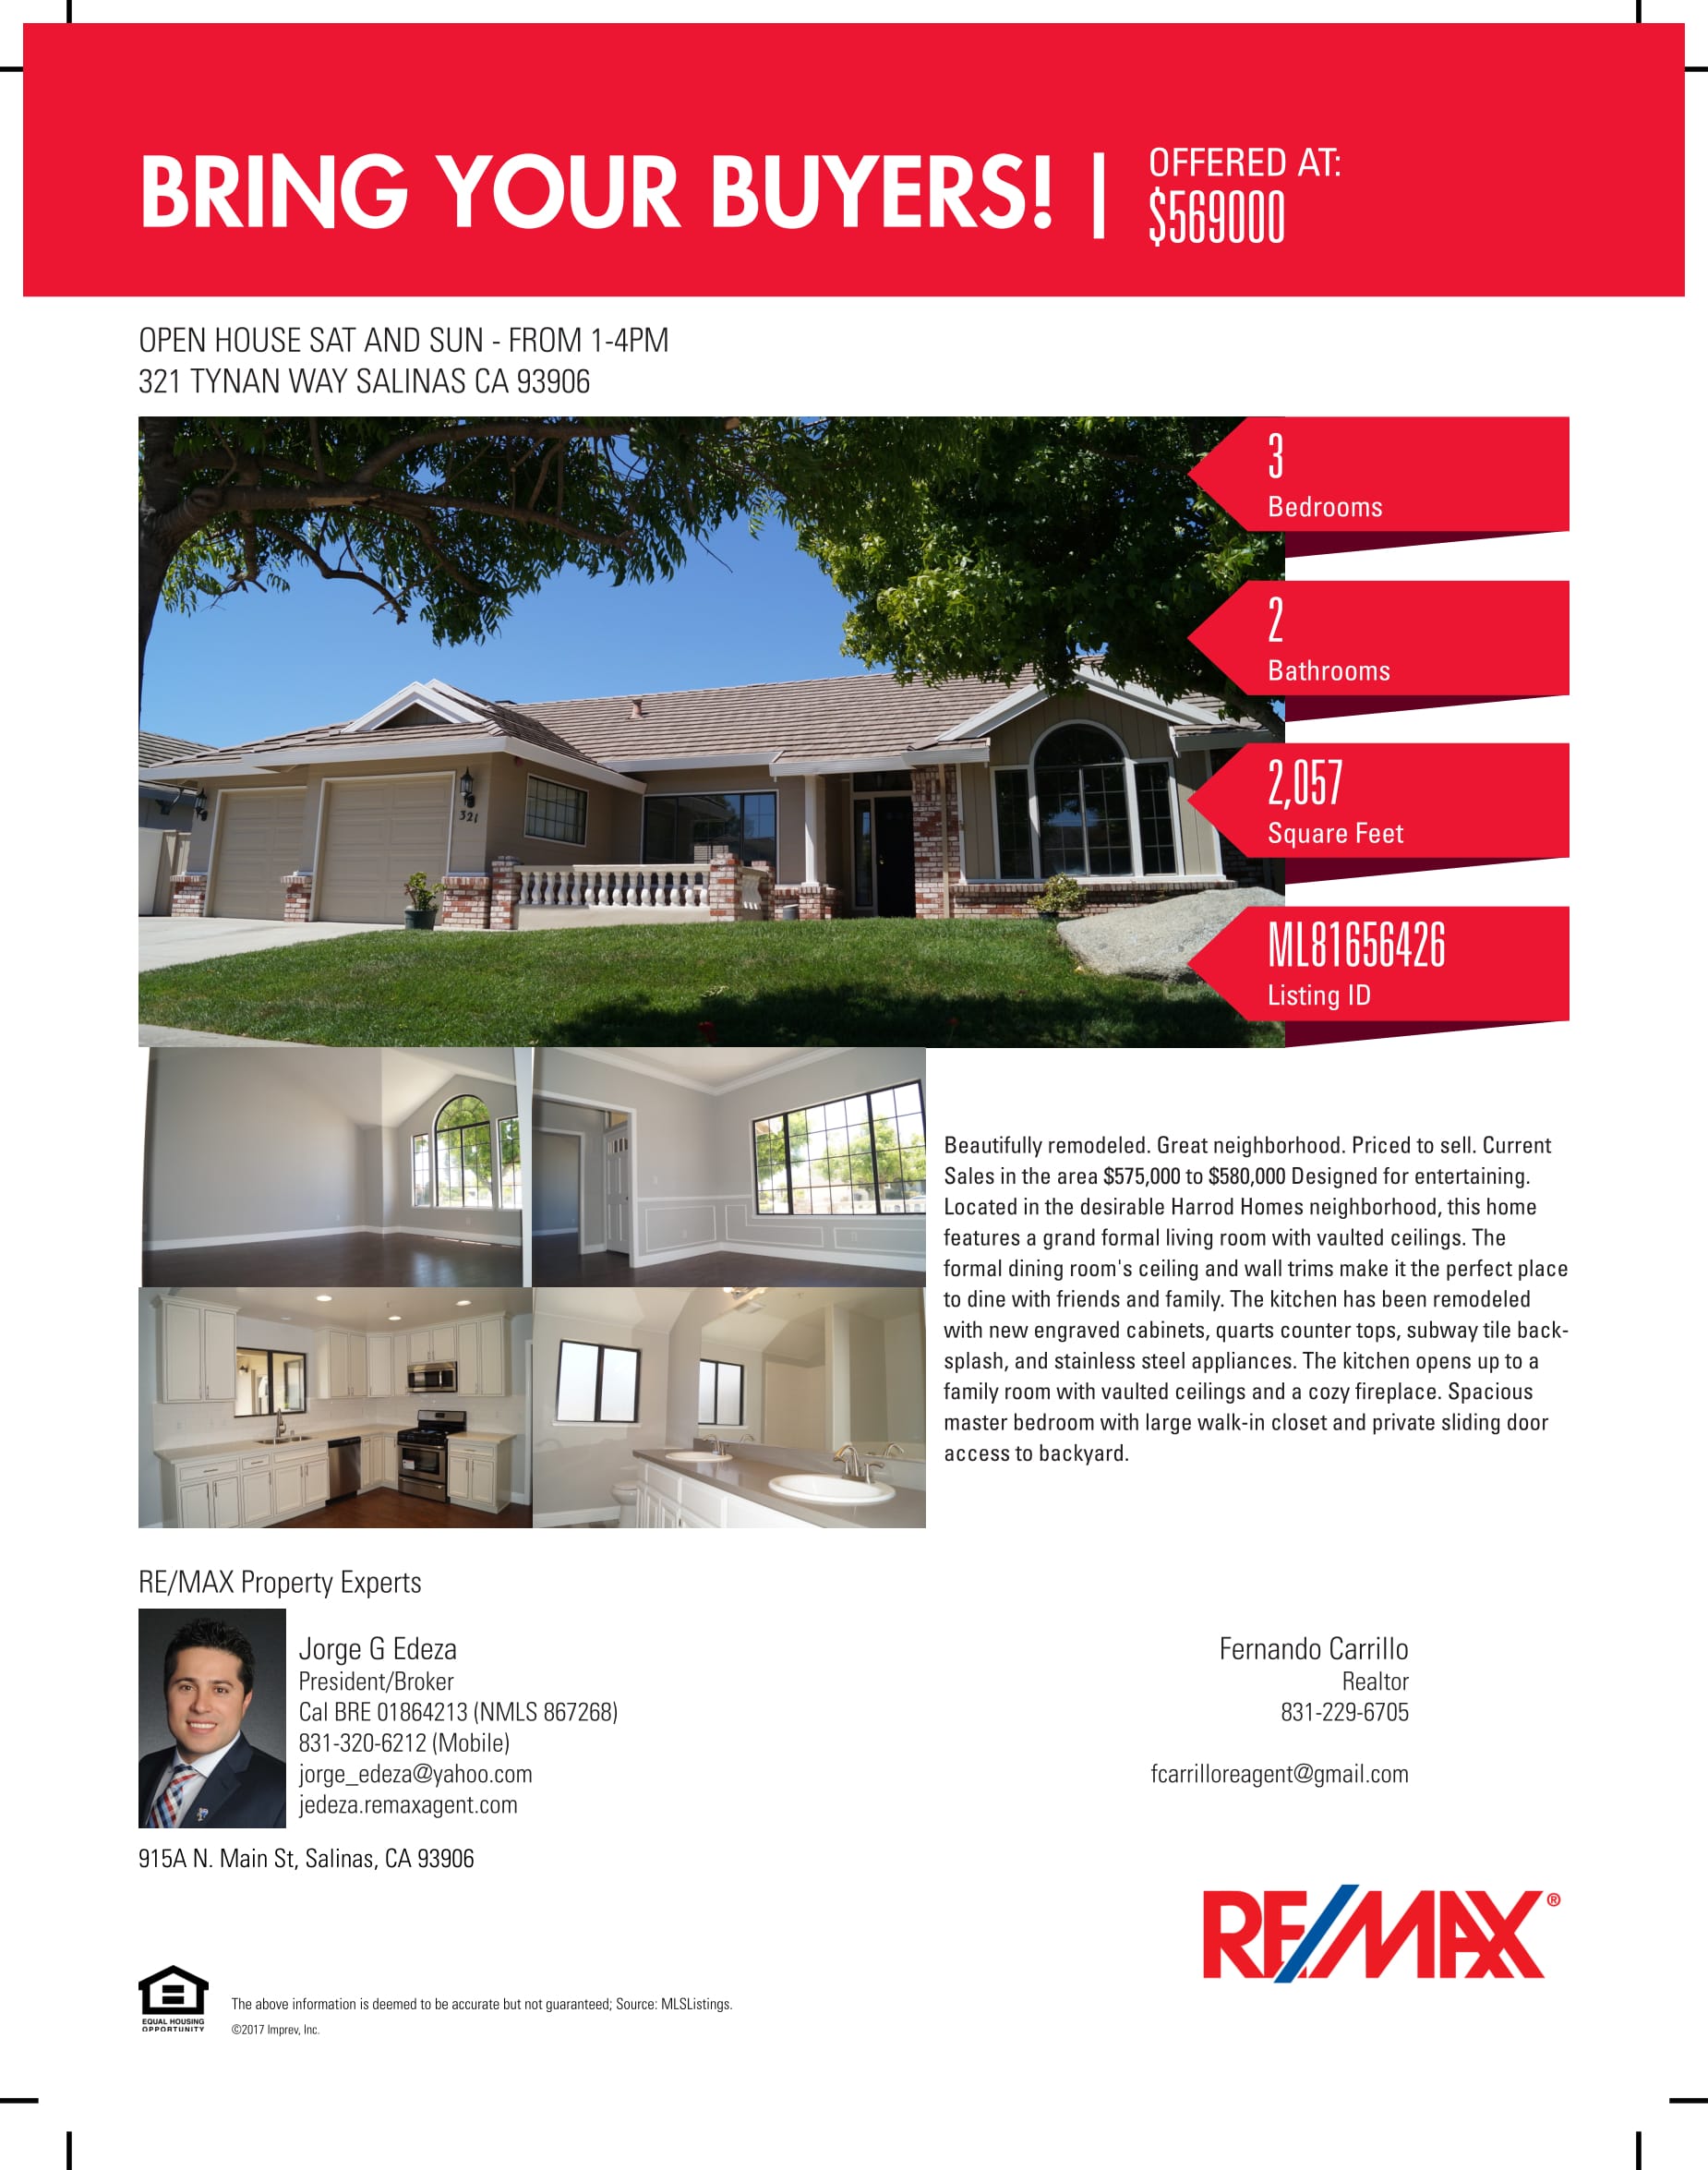 BRING YOUR BUYERS!
OFFERED AT:
$569000
OPEN HOUSE SAT AND SUN - FROM 1-4PM
321 TYNAN WAY SALINAS CA 93906
321
3
Bedrooms
2
Bathrooms
2,057
Square Feet
ML81656426
Listing ID
Beautifully remodeled. Great neighborhood. Priced to sell. Current
Sales in the area $575,000 to $580,000 Designed for entertaining.
Located in the desirable Harrod Homes neighborhood, this home
features a grand formal living room with vaulted ceilings. The
formal dining room's ceiling and wall trims make it the perfect place
to dine with friends and family. The kitchen has been remodeled
with new engraved cabinets, quarts counter tops, subway tile back-
splash, and stainless steel appliances. The kitchen opens up to a
family room with vaulted ceilings and a cozy fireplace. Spacious
master bedroom with large walk-in closet and private sliding door
access to backyard.
RE/MAX Property Experts
Jorge G Edeza
President/Broker
Cal BRE 01864213 (NMLS 867268)
831-320-6212 (Mobile)
jorge_edeza@yahoo.com
jedeza.remaxagent.com
915A N. Main St, Salinas, CA 93906
Fernando Carrillo
Realtor
831-229-6705
fcarrilloreagent@gmail.com
RE/MAX®
EQUAL HOUSING
OPPORTUNITY
The above information is deemed to be accurate but not guaranteed; Source: MLSListings.
©2017 Imprev, Inc.